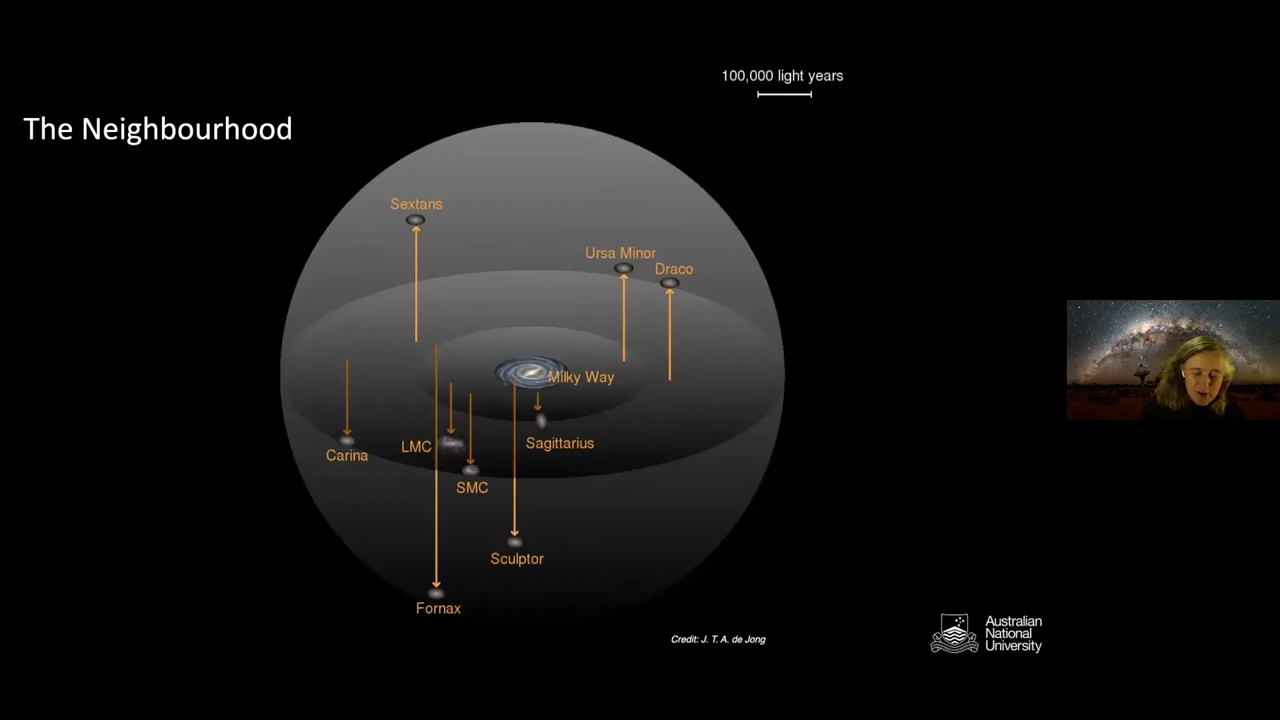 100,000 light years
The Neighbourhood
Sextans
Ursa Minor
Draco
Milky Way
LMC
Sagittarius
Carina
SMC
Sculptor
Fornax
Credit: J. T. A. de Jong
Australian
National
University